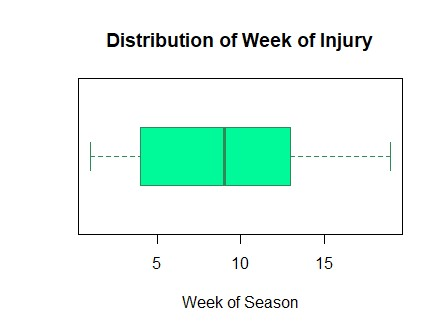 Distribution of Week of Injury
5 10 15
Week of Season